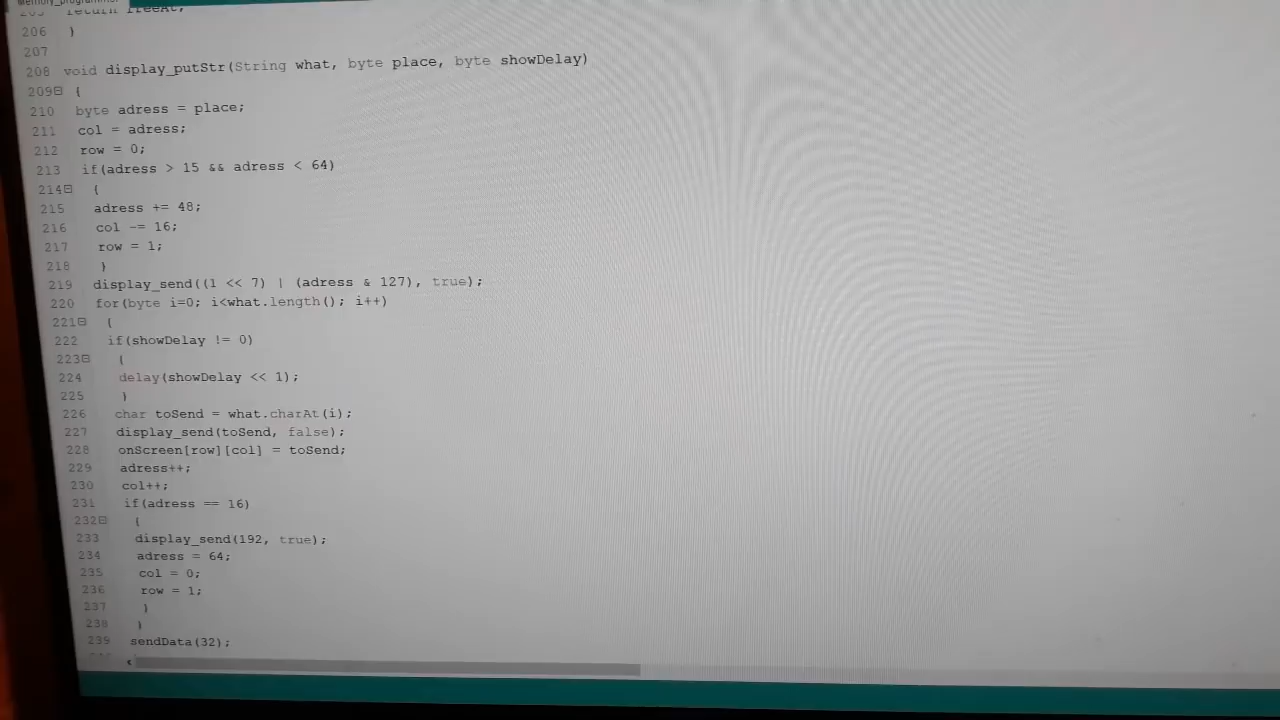 return freeAt;
206 }
207
208 void display_putStr(String what, byte place, byte showDelay)
209 {
210 byte adress = place;
211 col = adress;
212 row = 0;
213 if(adress > 15 && adress < 64)
214 {
215 adress += 48;
216 col -= 16;
217 row = 1;
218 }
219 display_send((1 << 7) | (adress & 127), true);
220 for(byte i=0; i<what.length(); i++)
221 {
222 if(showDelay != 0)
223 {
224 delay(showDelay << 1);
225 }
226 char toSend = what.charAt(i);
227 display_send(toSend, false);
228 onScreen[row][col] = toSend;
229 adress++;
230 col++;
231 if(adress == 16)
232 {
233 display_send(192, true);
234 adress = 64;
235 col = 0;
236 row = 1;
237 }
238 }
239 sendData(32);